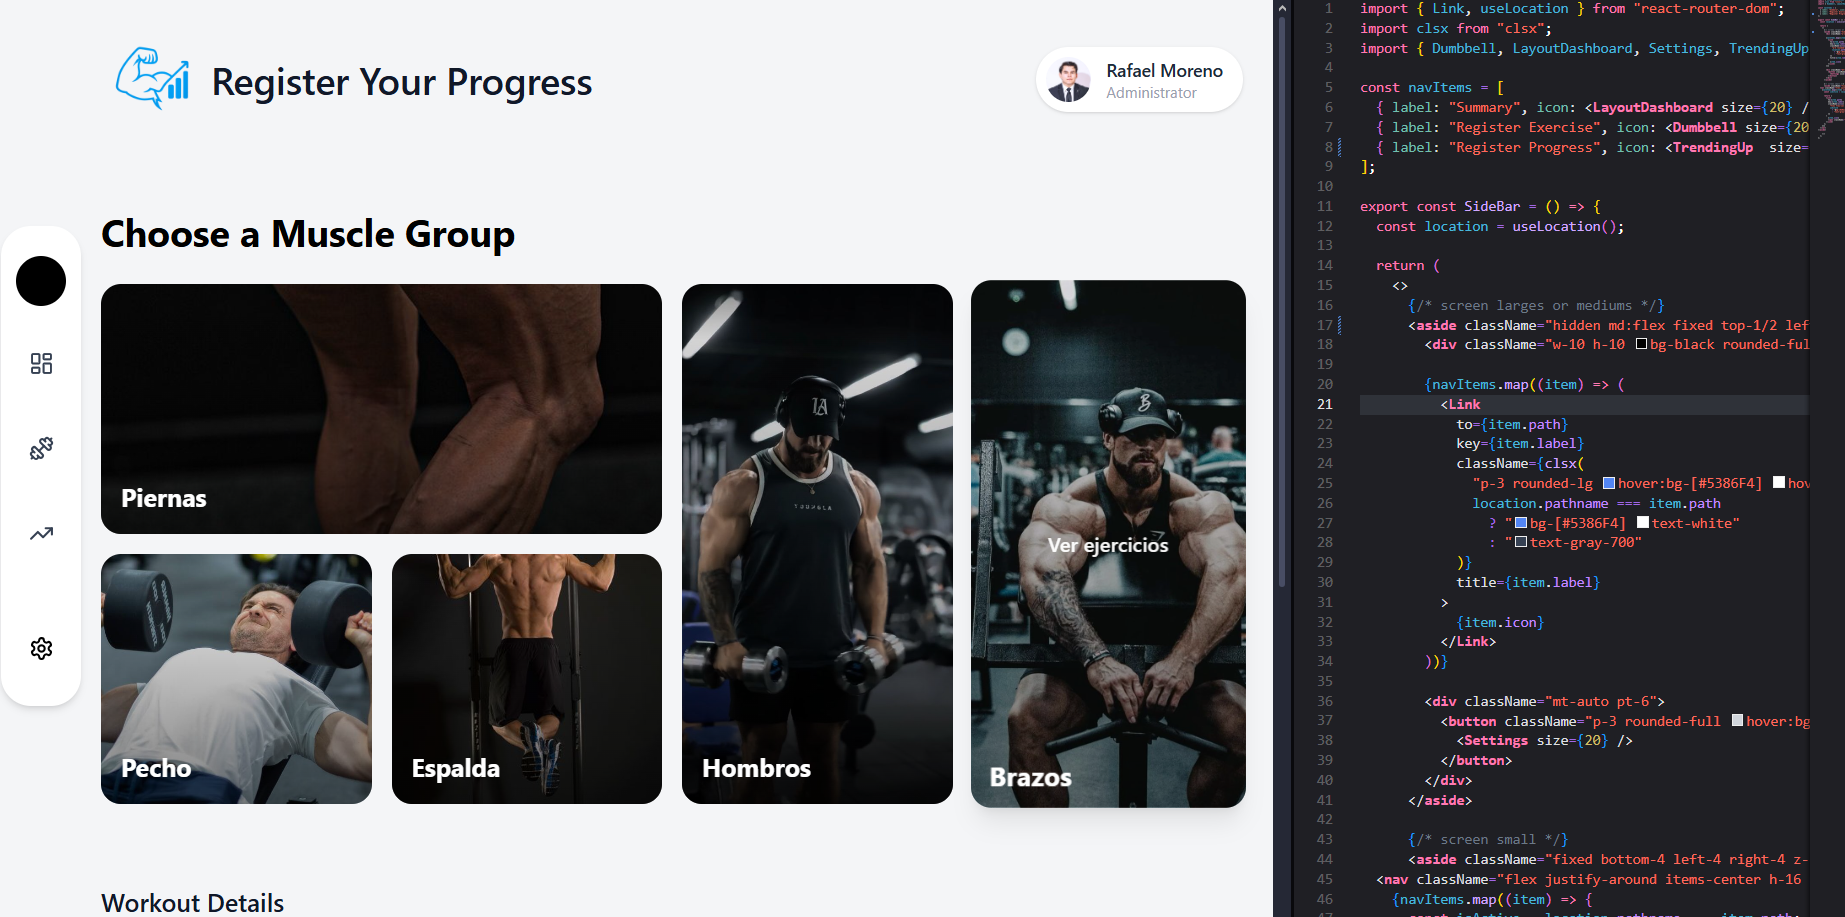 Register Your Progress
Rafael Moreno
Administrator
Choose a Muscle Group
Piernas
Pecho
Espalda
Hombros
Ver ejercicios
Brazos
Workout Details
1 import { Link, useLocation } from "react-router-dom";
2 import clsx from "clsx";
3 import { Dumbbell, LayoutDashboard, Settings, TrendingUp
4
5 const navItems = [
6 { label: "Summary", icon: <LayoutDashboard size={20} /
7 { label: "Register Exercise", icon: <Dumbbell size={20
8 { label: "Register Progress", icon: <TrendingUp  size=
9 ];
10
11 export const SideBar = () => {
12 const location = useLocation();
13
14 return (
15 <>
16 {/* screen larges or mediums */}
17 <aside className="hidden md:flex fixed top-1/2 lef
18 <div className="w-10 h-10 bg-black rounded-ful
19
20 {navItems.map((item) => (
21 <Link
22 to={item.path}
23 key={item.label}
24 className={clsx(
25 "p-3 rounded-lg hover:bg-[#5386F4] hov
26 location.pathname === item.path
27 ? "bg-[#5386F4] text-white"
28 : "text-gray-700"
29 )}
30 title={item.label}
31 >
32 {item.icon}
33 </Link>
34 ))}
35
36 <div className="mt-auto pt-6">
37 <button className="p-3 rounded-full hover:bg
38 <Settings size={20} />
39 </button>
40 </div>
41 </aside>
42
43 {/* screen small */}
44 <aside className="fixed bottom-4 left-4 right-4 z-
45 <nav className="flex justify-around items-center h-16
46 {navItems.map((item) => {